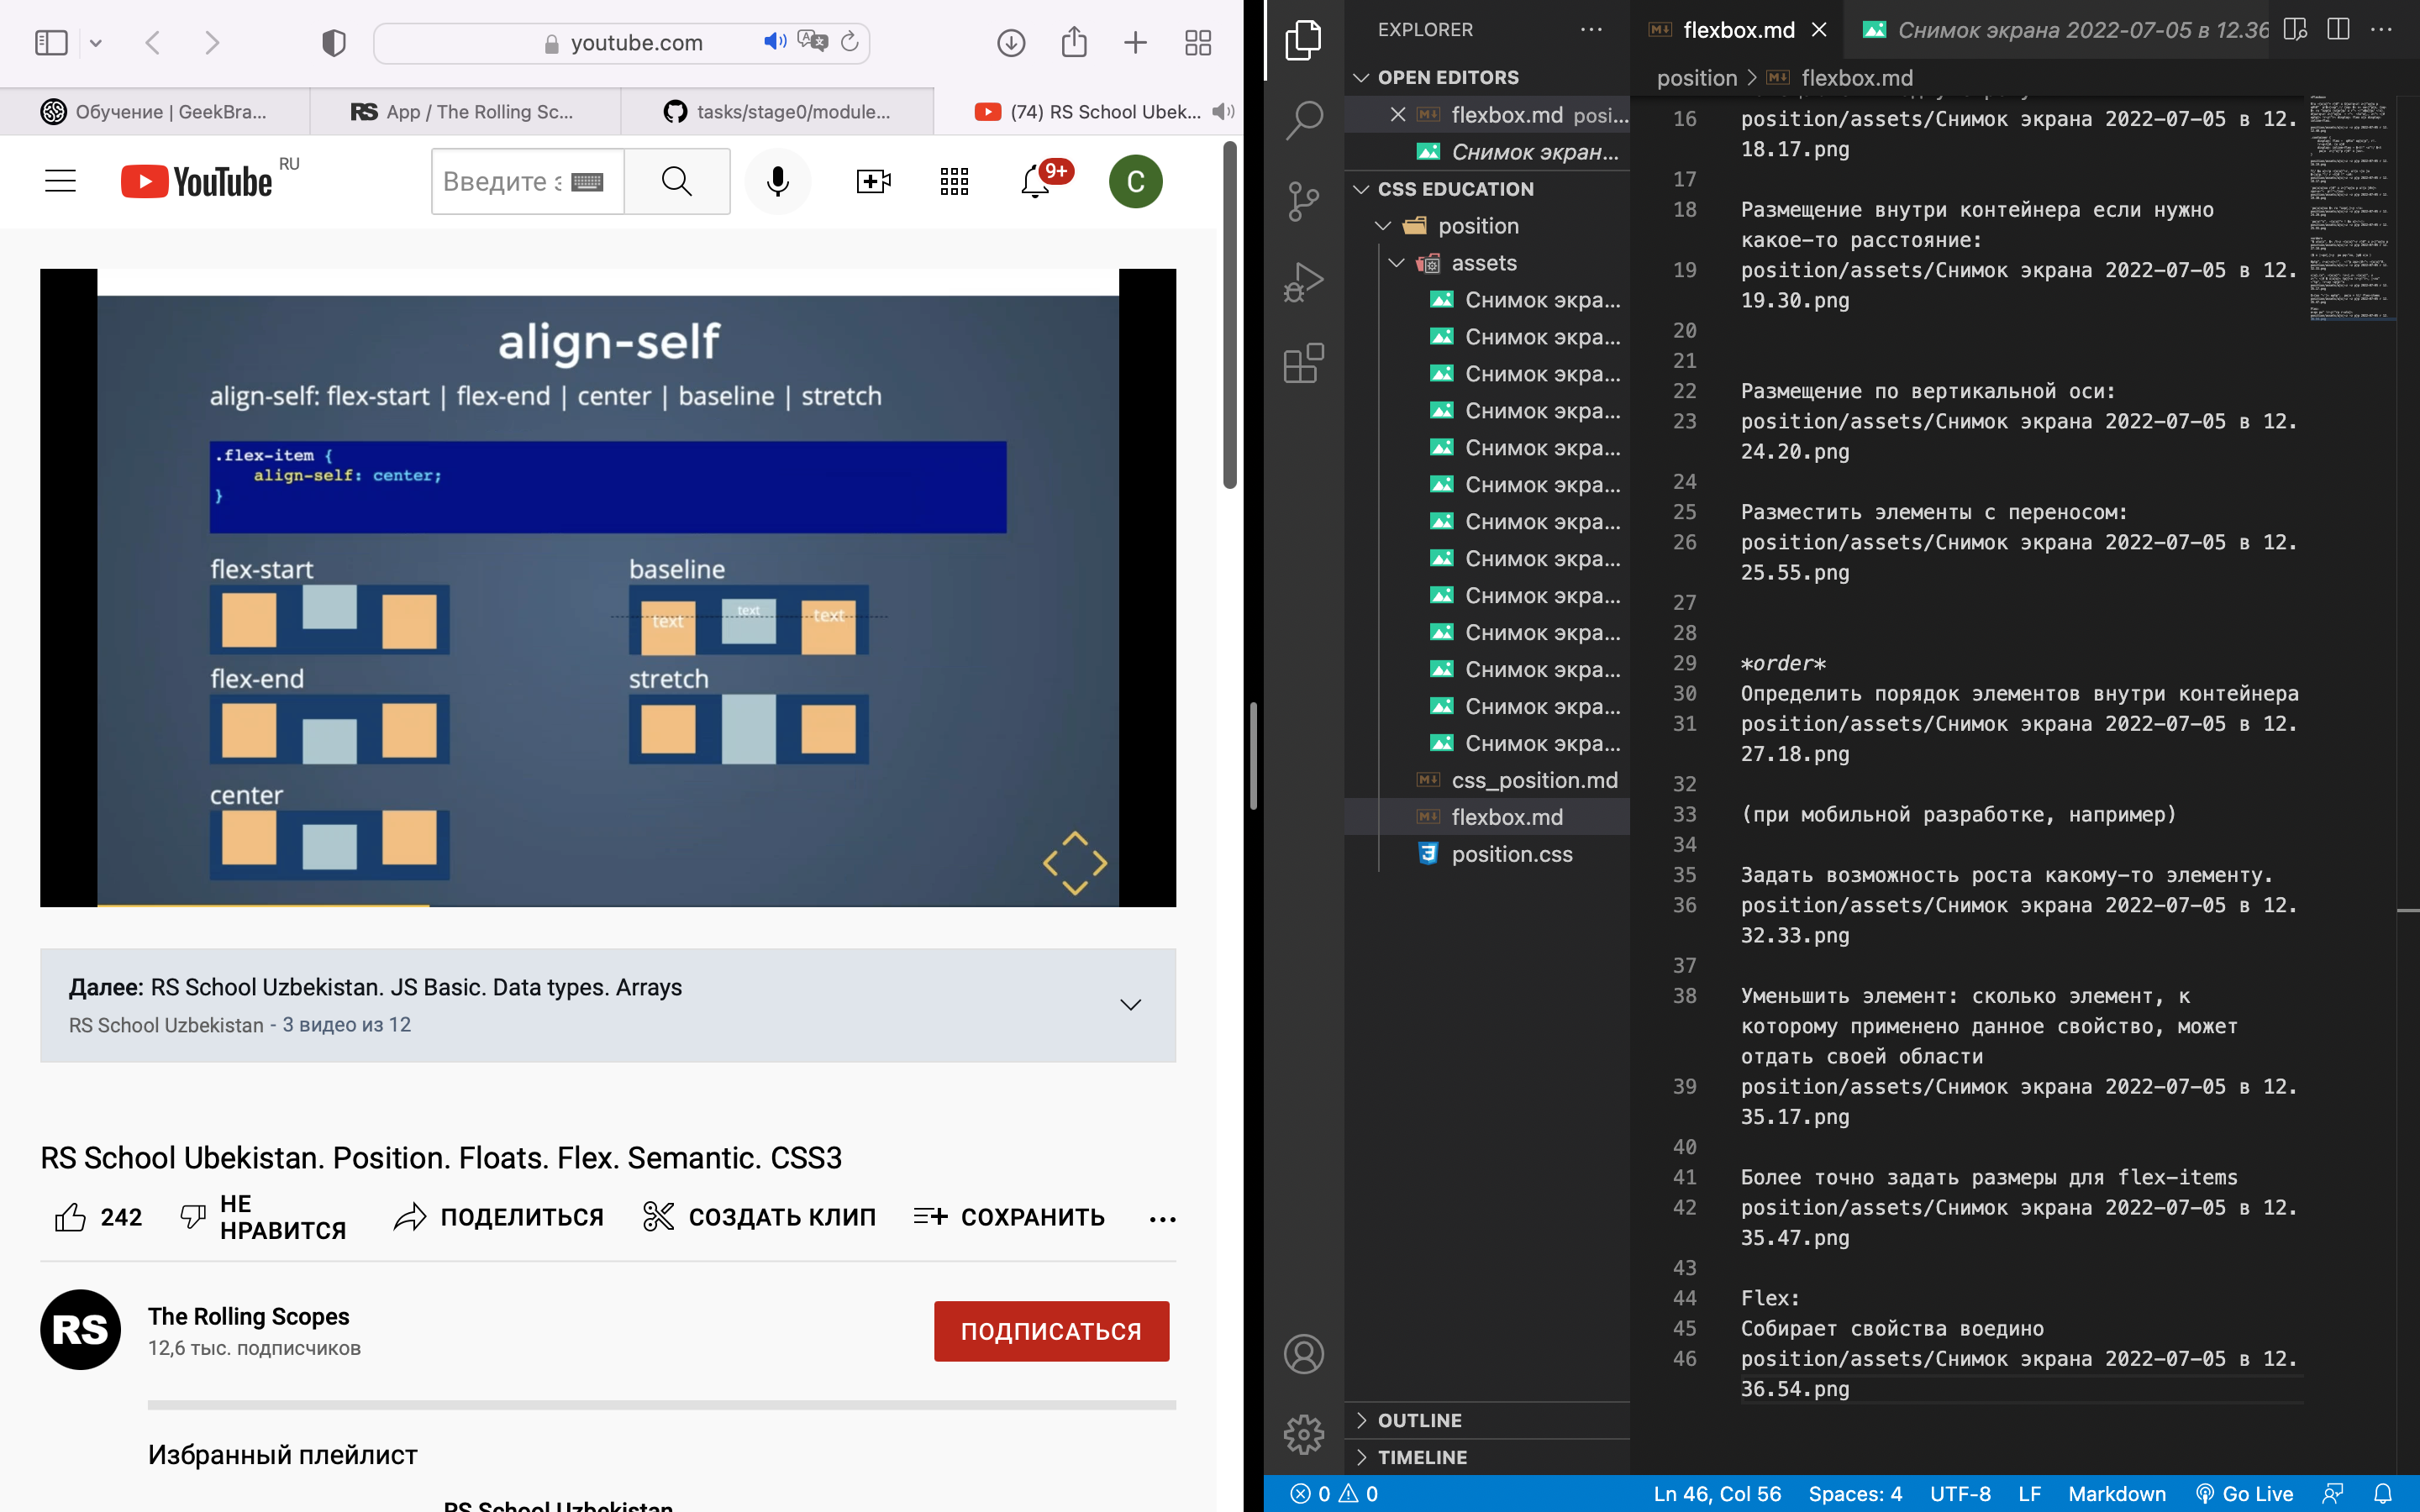 youtube.com
Обучение | GeekBra...
RS App / The Rolling Sc...
tasks/stage0/module...
(74) RS School Ubek...
YouTube RU
Введите
9+
C
align-self
align-self: flex-start | flex-end | center | baseline | stretch
.flex-item {
align-self: center;
}
flex-start
baseline
text text text
flex-end
stretch
center
Далее: RS School Uzbekistan. JS Basic. Data types. Arrays
RS School Uzbekistan - 3 видео из 12
RS School Ubekistan. Position. Floats. Flex. Semantic. CSS3
242
НЕ НРАВИТСЯ
ПОДЕЛИТЬСЯ
СОЗДАТЬ КЛИП
СОХРАНИТЬ
RS
The Rolling Scopes
12,6 тыс. подписчиков
ПОДПИСАТЬСЯ
Избранный плейлист
RS School Uzbekistan
EXPLORER
OPEN EDITORS
flexbox.md posi...
Снимок экран...
CSS EDUCATION
position
assets
Снимок экра...
Снимок экра...
Снимок экра...
Снимок экра...
Снимок экра...
Снимок экра...
Снимок экра...
Снимок экра...
Снимок экра...
Снимок экра...
Снимок экра...
Снимок экра...
Снимок экра...
css_position.md
flexbox.md
position.css
OUTLINE
TIMELINE
flexbox.md
Снимок экрана 2022-07-05 в 12.36
position > flexbox.md
16 position/assets/Снимок экрана 2022-07-05 в 12.
18.17.png
17
18 Размещение внутри контейнера если нужно
какое-то расстояние:
19 position/assets/Снимок экрана 2022-07-05 в 12.
19.30.png
20
21
22 Размещение по вертикальной оси:
23 position/assets/Снимок экрана 2022-07-05 в 12.
24.20.png
24
25 Разместить элементы с переносом:
26 position/assets/Снимок экрана 2022-07-05 в 12.
25.55.png
27
28
29 *order*
30 Определить порядок элементов внутри контейнера
31 position/assets/Снимок экрана 2022-07-05 в 12.
27.18.png
32
33 (при мобильной разработке, например)
34
35 Задать возможность роста какому-то элементу.
36 position/assets/Снимок экрана 2022-07-05 в 12.
32.33.png
37
38 Уменьшить элемент: сколько элемент, к
которому применено данное свойство, может
отдать своей области
39 position/assets/Снимок экрана 2022-07-05 в 12.
35.17.png
40
41 Более точно задать размеры для flex-items
42 position/assets/Снимок экрана 2022-07-05 в 12.
35.47.png
43
44 Flex:
45 Собирает свойства воедино
46 position/assets/Снимок экрана 2022-07-05 в 12.
36.54.png
0 0
Ln 46, Col 56 Spaces: 4 UTF-8 LF Markdown Go Live